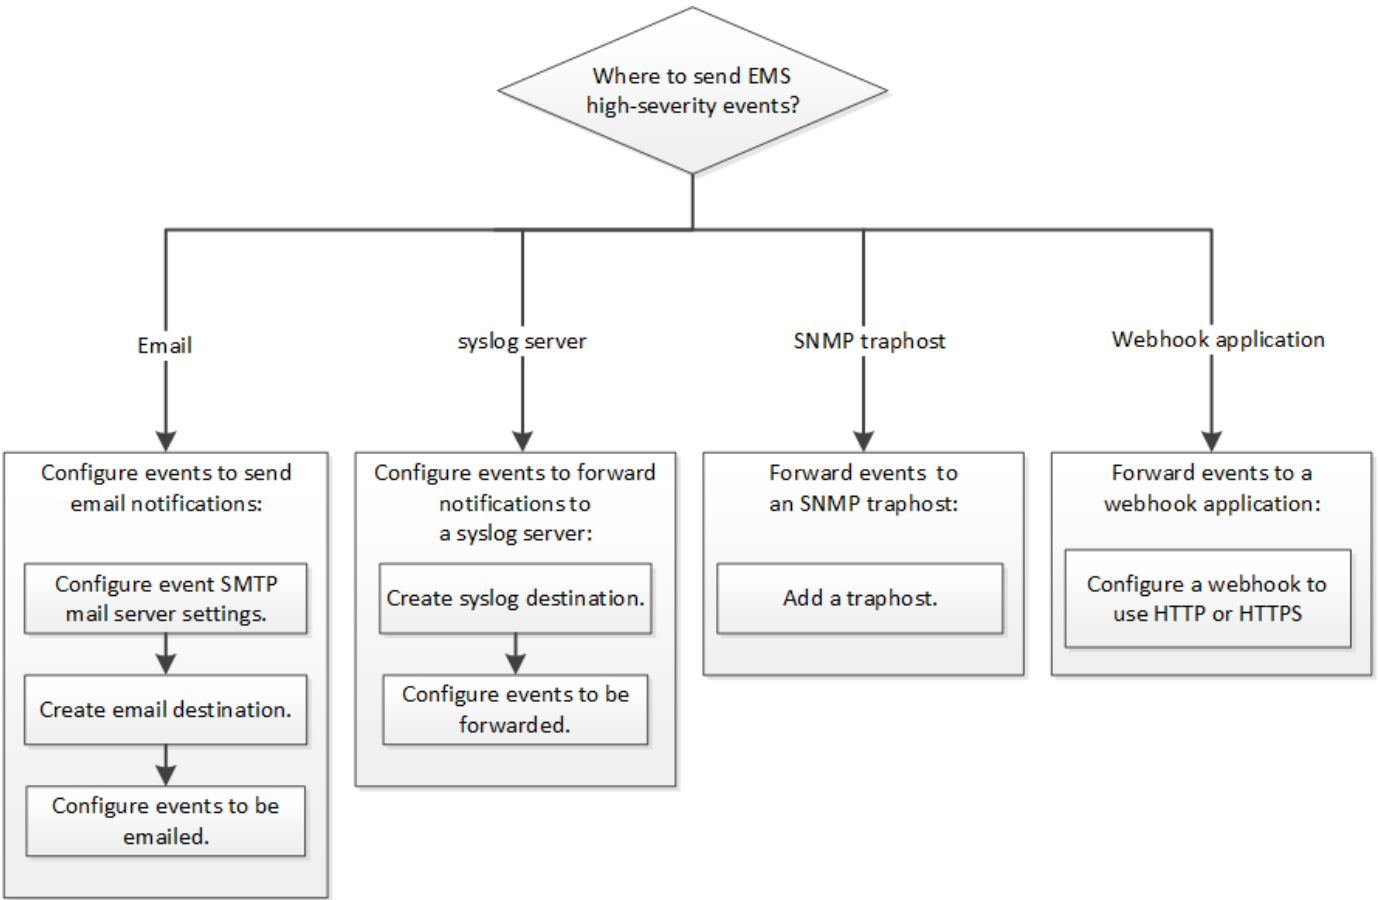 Where to send EMS
high-severity events?
Email
syslog server
SNMP traphost
Webhook application
Configure events to send
email notifications:
Configure event SMTP
mail server settings.
Create email destination.
Configure events to be
emailed.
Configure events to forward
notifications to
a syslog server:
Create syslog destination.
Configure events to be
forwarded.
Forward events to
an SNMP traphost:
Add a traphost.
Forward events to a
webhook application:
Configure a webhook to
use HTTP or HTTPS